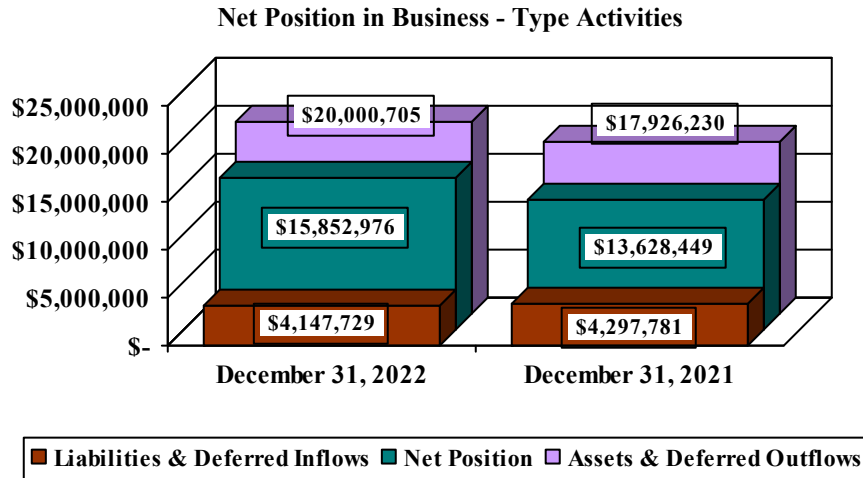 Net Position in Business - Type Activities
$25,000,000
$20,000,000
$15,000,000
$10,000,000
$5,000,000
$-
$20,000,705
$15,852,976
$4,147,729
$17,926,230
$13,628,449
$4,297,781
December 31, 2022
December 31, 2021
Liabilities & Deferred Inflows
Net Position
Assets & Deferred Outflows